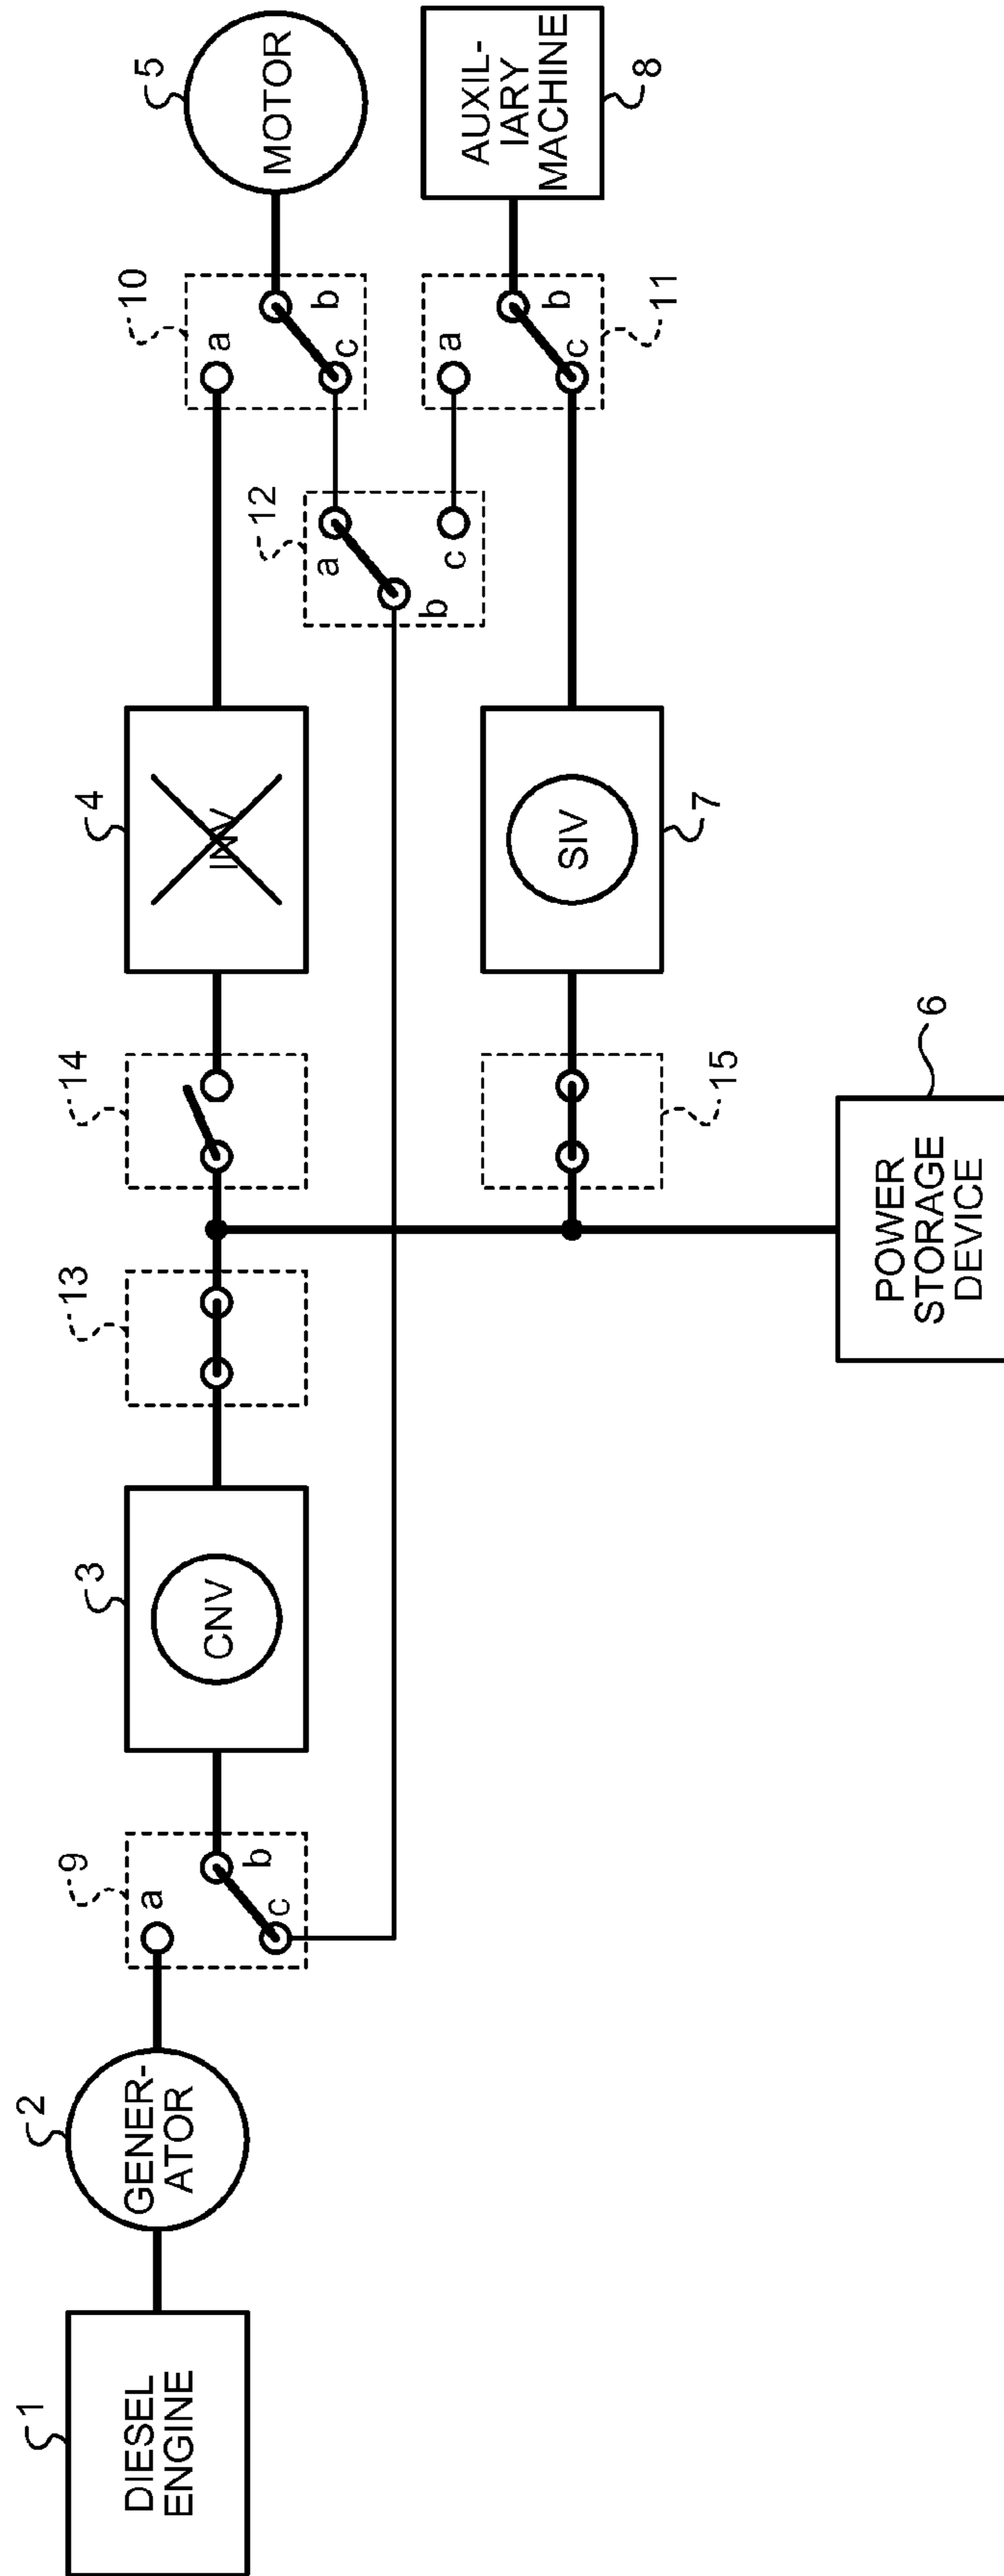 1
DIESEL
ENGINE
2
GENER-
ATOR
9
a
b
c
3
CNV
13
14
4
INV
10
a
b
c
5
MOTOR
12
a
b
c
11
a
b
c
AUXIL-
IARY
MACHINE
8
15
SIV
7
POWER
STORAGE
DEVICE
6